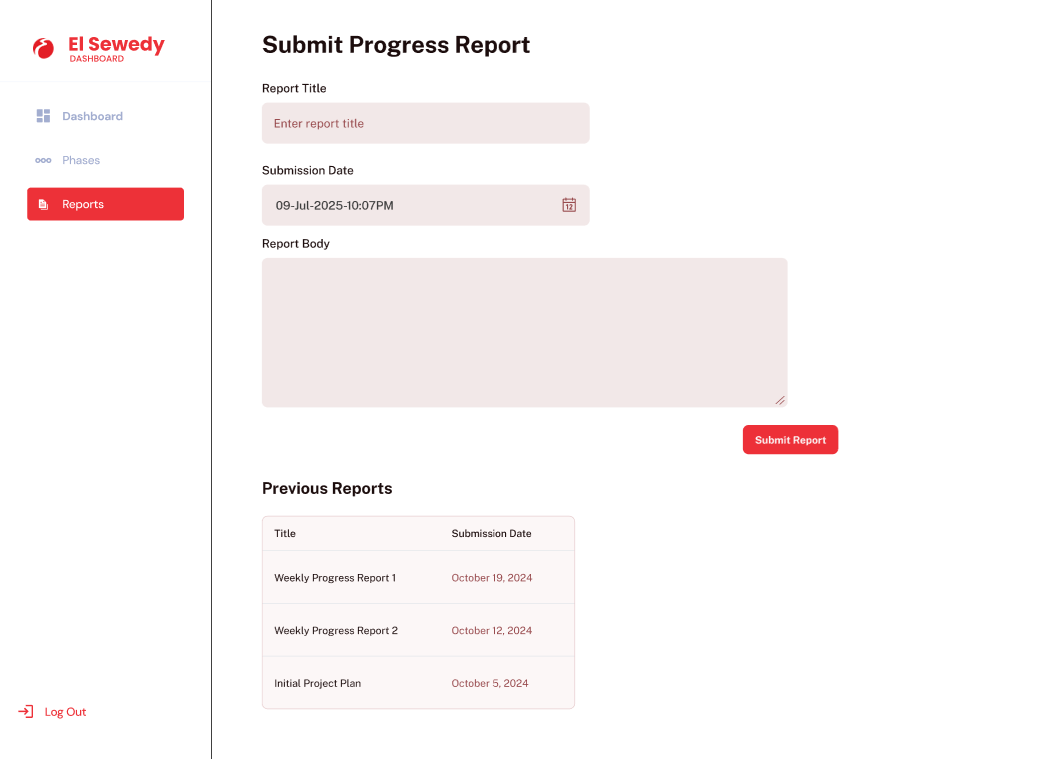 El Sewedy
DASHBOARD
Dashboard
Phases
Reports
Log Out
Submit Progress Report
Report Title
Enter report title
Submission Date
09-Jul-2025-10:07PM
12
Report Body
Submit Report
Previous Reports
Title Submission Date
Weekly Progress Report 1 October 19, 2024
Weekly Progress Report 2 October 12, 2024
Initial Project Plan October 5, 2024